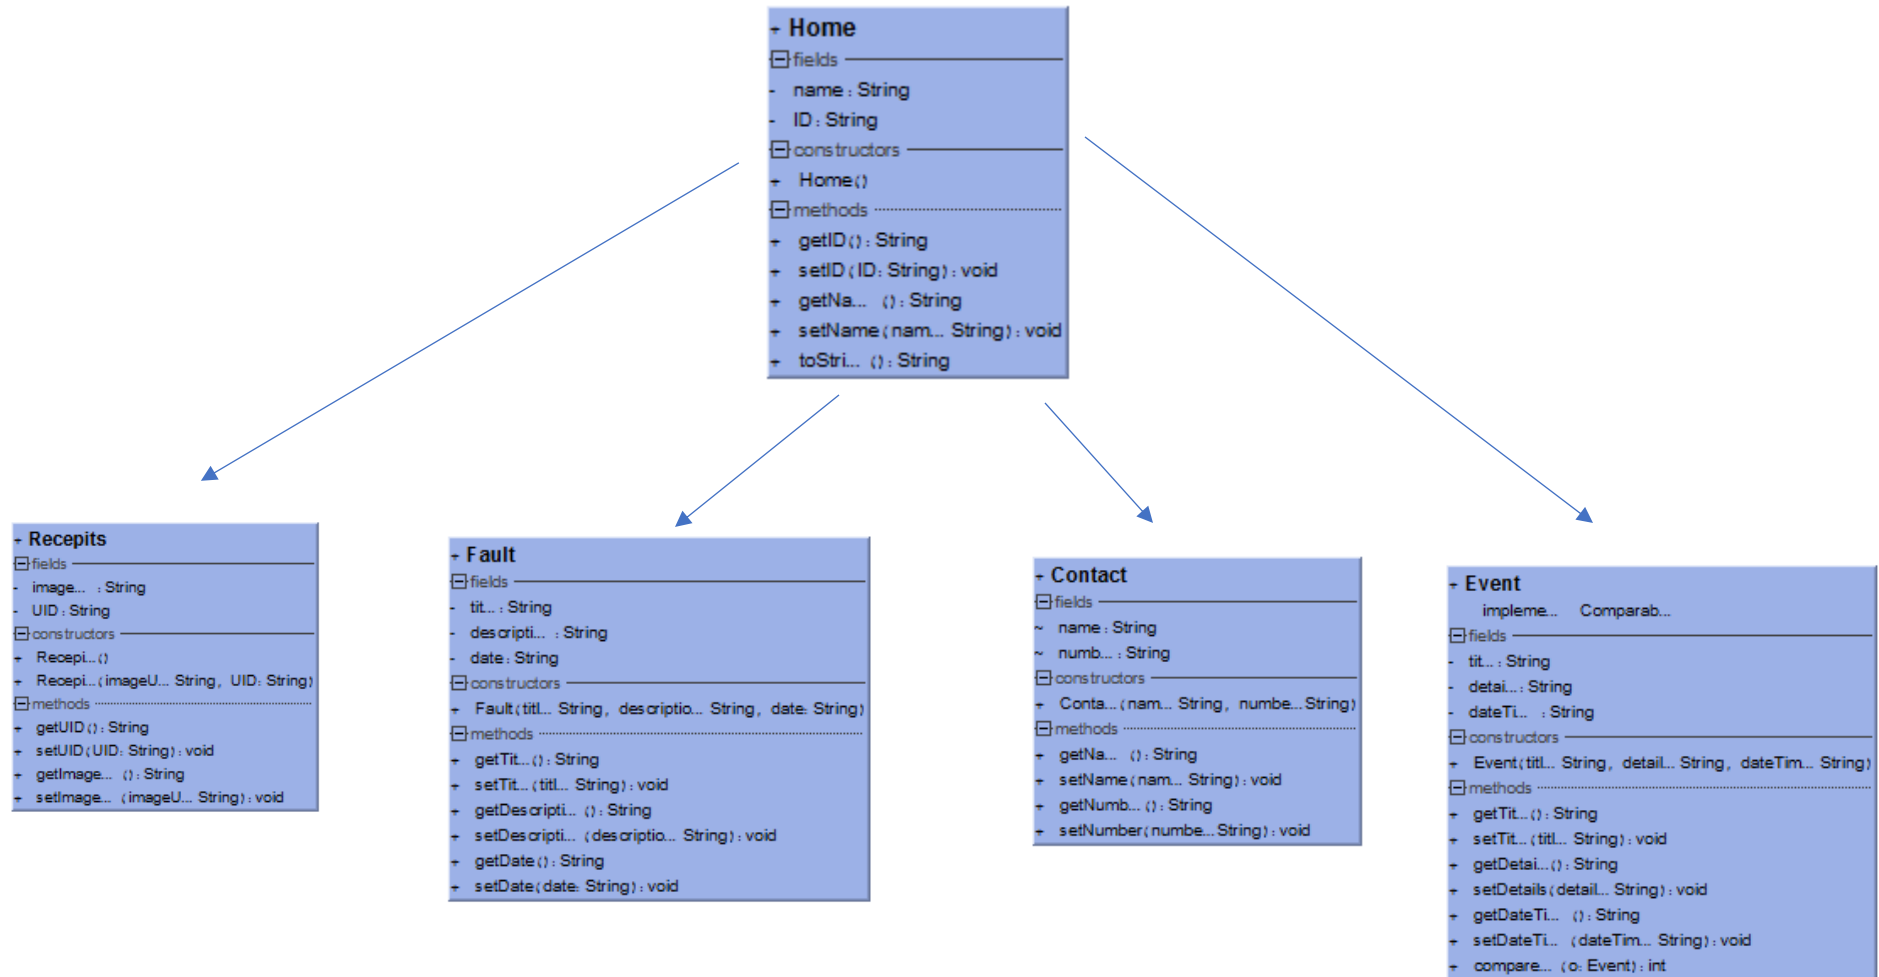 + Home
fields
- name : String
- ID : String
constructors
+ Home()
methods
+ getID() : String
+ setID(ID: String) : void
+ getNa... () : String
+ setName(nam... String) : void
+ toStri... () : String
+ Recepits
fields
- image... : String
- UID : String
constructors
+ Recepi...()
+ Recepi...(imageU... String, UID: String)
methods
+ getUID() : String
+ setUID(UID: String) : void
+ getImage... () : String
+ setImage... (imageU... String) : void
+ Fault
fields
- tit... : String
- descripti... : String
- date : String
constructors
+ Fault(titl... String, descriptio... String, date: String)
methods
+ getTit...() : String
+ setTit...(titl... String) : void
+ getDescripti... () : String
+ setDescripti... (descriptio... String) : void
+ getDate() : String
+ setDate(date: String) : void
+ Contact
fields
~ name : String
~ numb... : String
constructors
+ Conta...(nam... String, numbe... String)
methods
+ getNa... () : String
+ setName(nam... String) : void
+ getNumb...() : String
+ setNumber(numbe... String) : void
+ Event
impleme... Comparab...
fields
- tit... : String
- detai... : String
- dateTi... : String
constructors
+ Event(titl... String, detail... String, dateTim... String)
methods
+ getTit...() : String
+ setTit...(titl... String) : void
+ getDetai...() : String
+ setDetails(detail... String) : void
+ getDateTi... () : String
+ setDateTi... (dateTim... String) : void
+ compare... (o: Event) : int